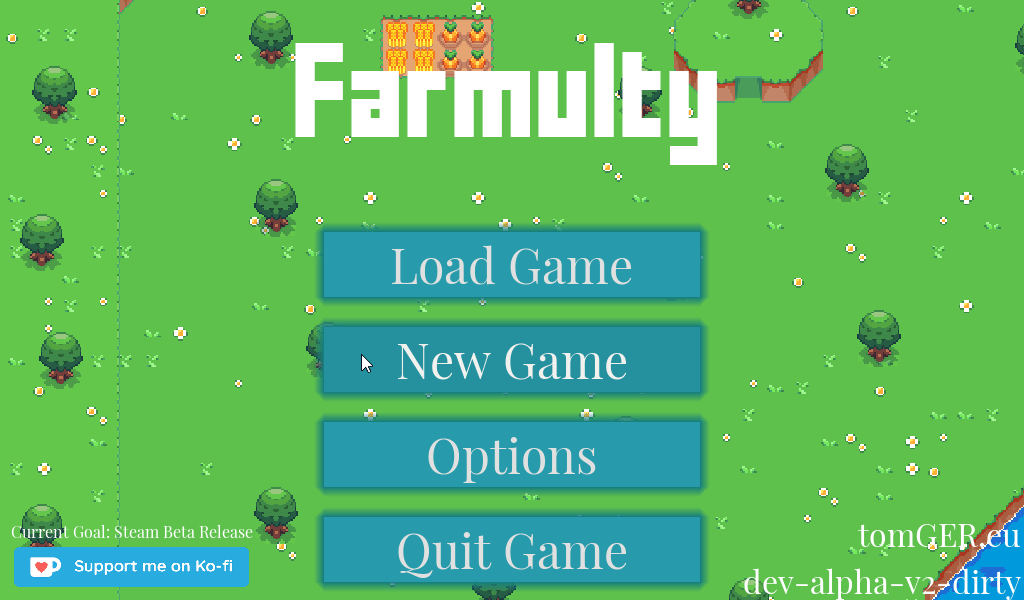 Farmulty
Load Game
New Game
Options
Quit Game
Current Goal: Steam Beta Release
Support me on Ko-fi
tomGER.eu
dev-alpha-v2-dirty